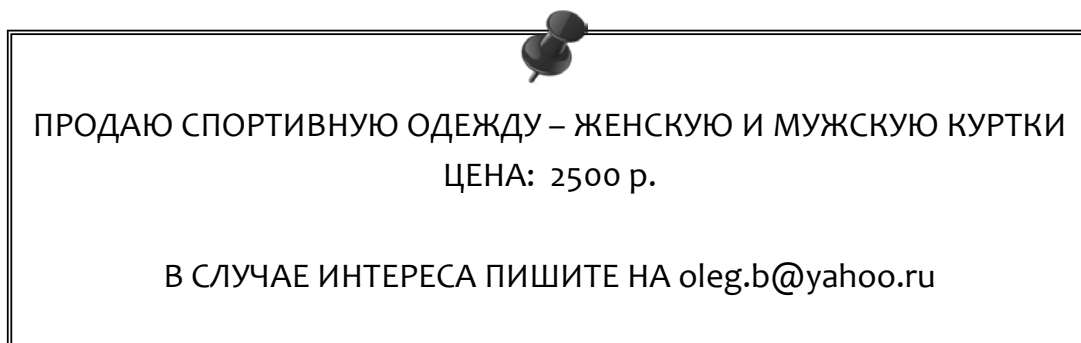 ПРОДАЮ СПОРТИВНУЮ ОДЕЖДУ – ЖЕНСКУЮ И МУЖСКУЮ КУРТКИ
ЦЕНА: 2500 р.
В СЛУЧАЕ ИНТЕРЕСА ПИШИТЕ НА oleg.b@yahoo.ru